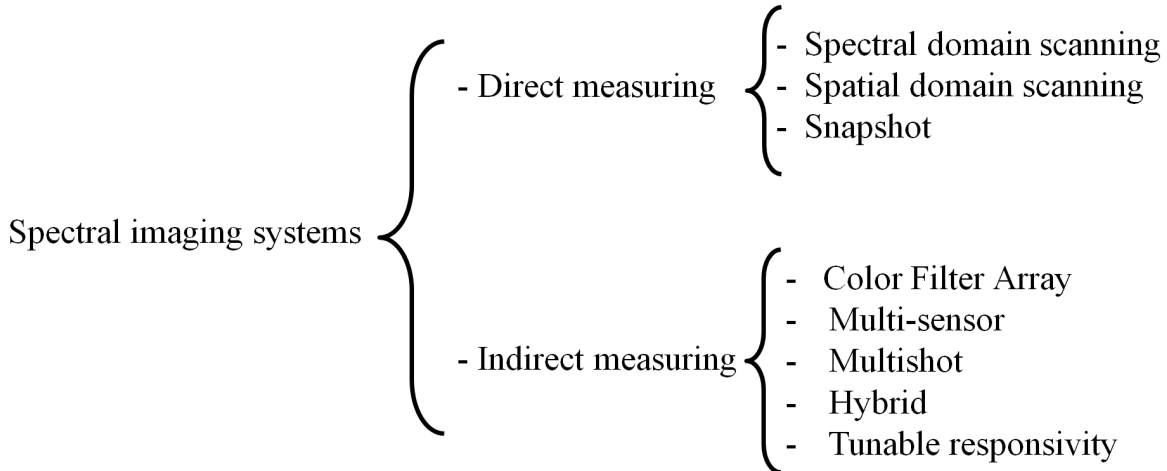 Spectral imaging systems
- Direct measuring
- Spectral domain scanning
- Spatial domain scanning
- Snapshot
- Indirect measuring
- Color Filter Array
- Multi-sensor
- Multishot
- Hybrid
- Tunable responsivity